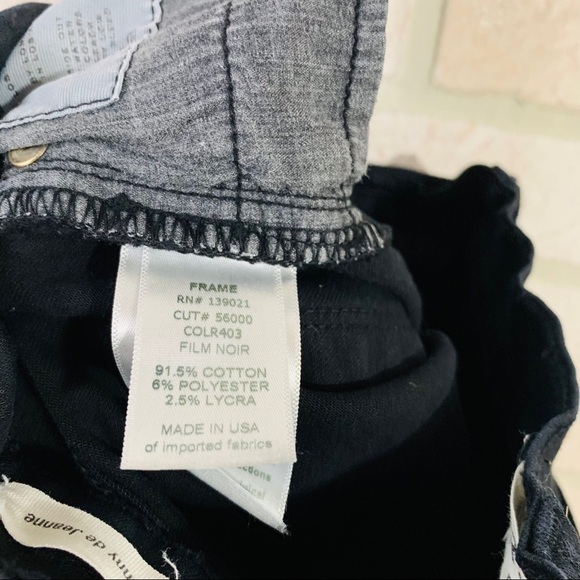 FRAME
RN# 139021
CUT# 56000
COLR403
FILM NOIR
91.5% COTTON
6% POLYESTER
2.5% LYCRA
MADE IN USA
of imported fabrics
de Jeanne